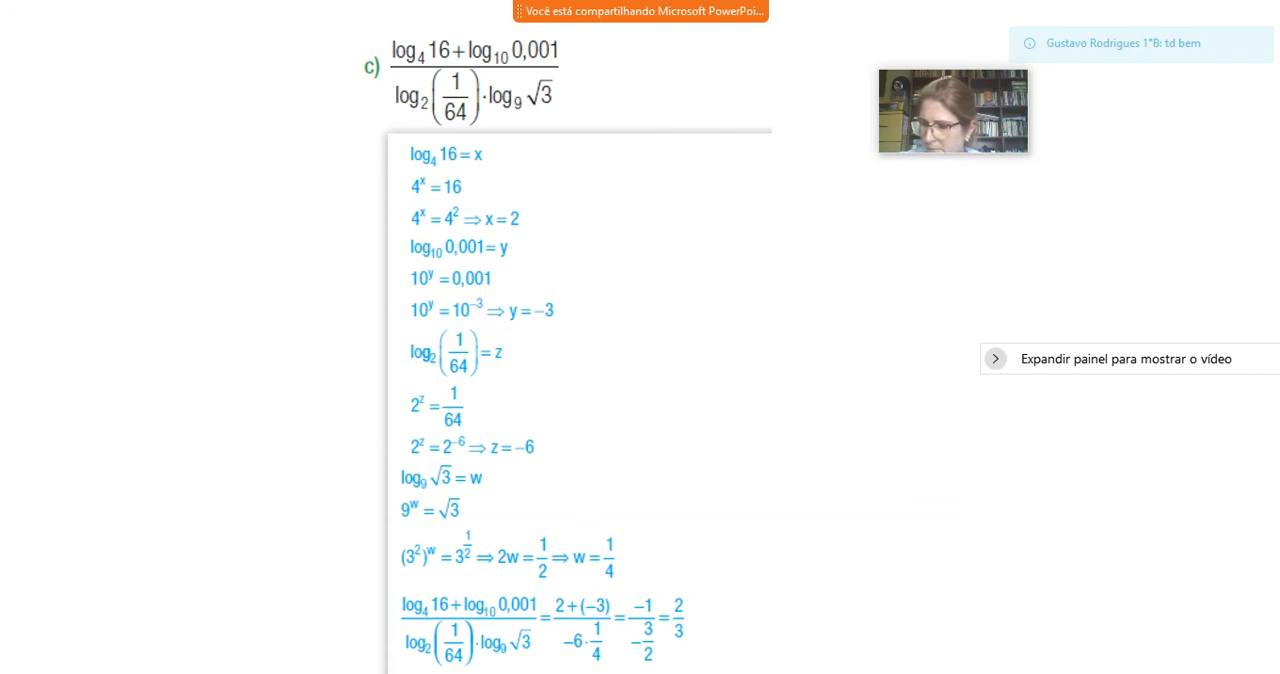 Você está compartilhando Microsoft PowerPoi...
Gustavo Rodrigues 1°B: td bem
c) (log₄ 16 + log₁₀ 0,001) / (log₂ (1/64) · log₉ √3)
log₄ 16 = x
4ˣ = 16
4ˣ = 4² ⇒ x = 2
log₁₀ 0,001 = y
10ʸ = 0,001
10ʸ = 10⁻³ ⇒ y = –3
log₂ (1/64) = z
2ᶻ = 1/64
2ᶻ = 2⁻⁶ ⇒ z = –6
log₉ √3 = w
9ʷ = √3
(3²)ʷ = 3^(1/2) ⇒ 2w = 1/2 ⇒ w = 1/4
(log₄ 16 + log₁₀ 0,001) / (log₂ (1/64) · log₉ √3) = (2 + (–3)) / (–6 · 1/4) = –1 / (–3/2) = 2/3
Expandir painel para mostrar o vídeo